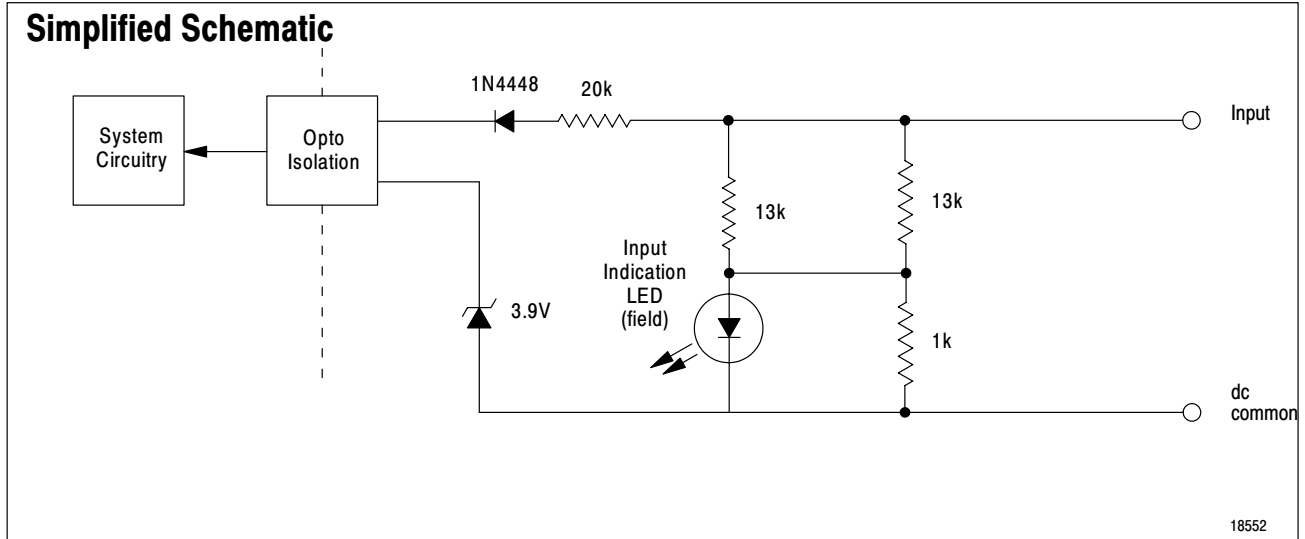 Simplified Schematic
1N4448
20k
Input
System
Circuitry
Opto
Isolation
13k
13k
Input
Indication
LED
(field)
3.9V
1k
dc
common
18552